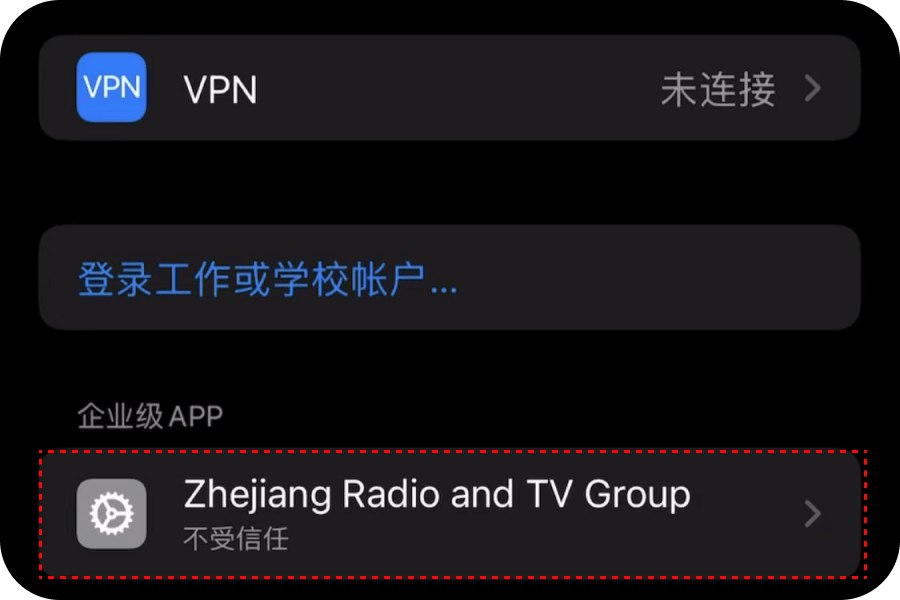 VPN VPN 未连接
登录工作或学校帐户...
企业级 APP
Zhejiang Radio and TV Group
不受信任